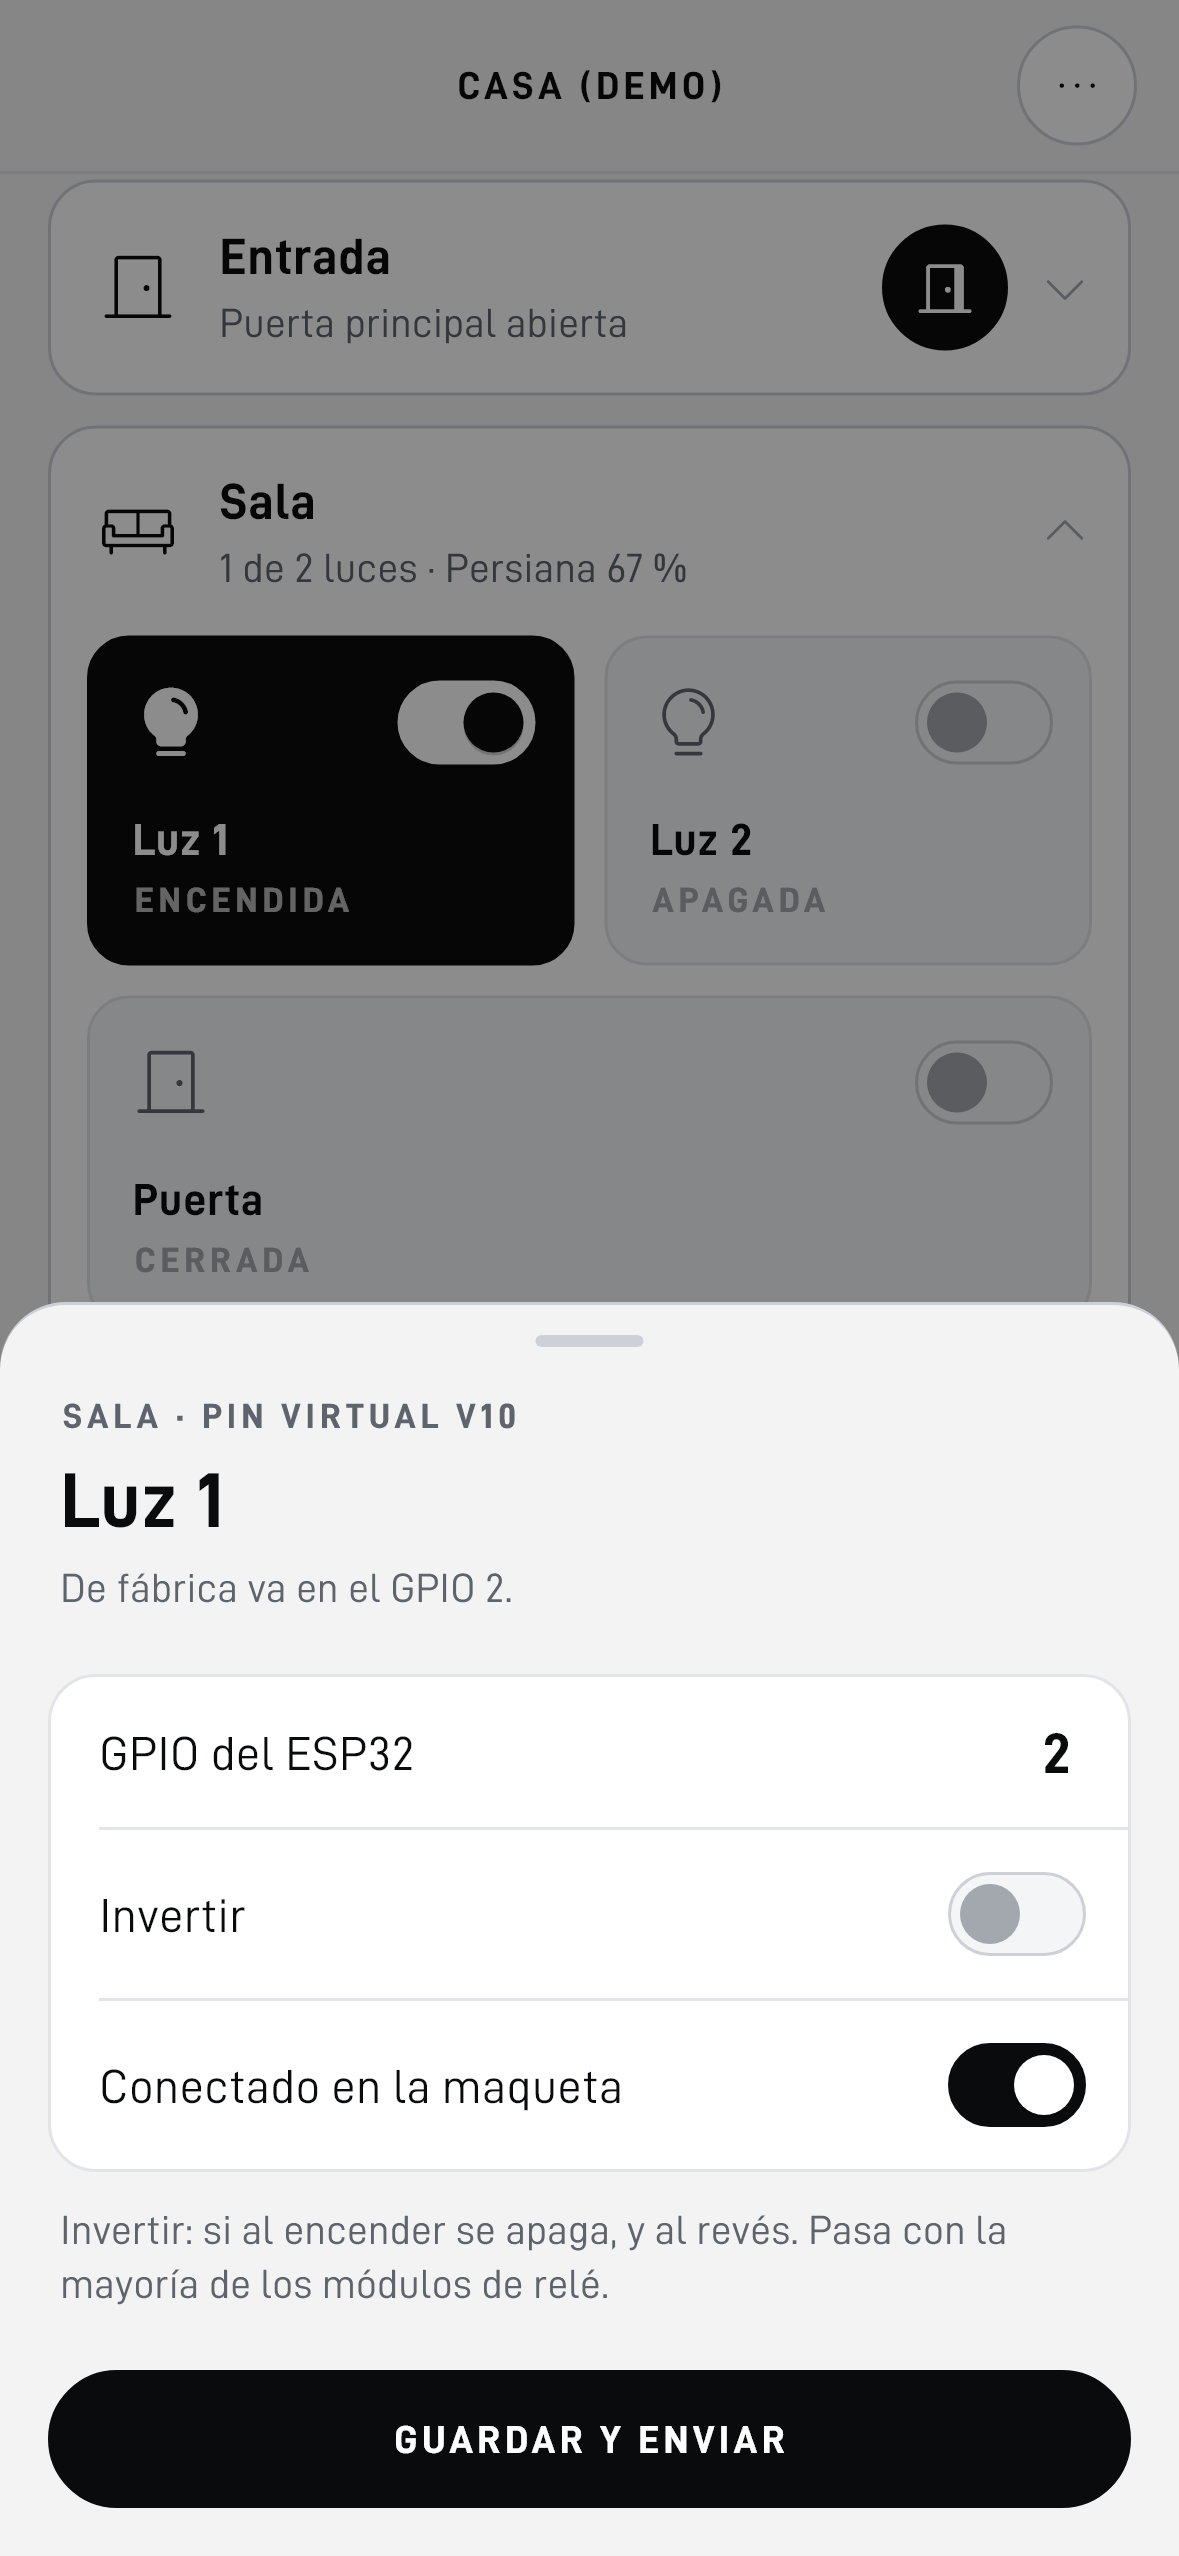 CASA (DEMO)
Entrada
Puerta principal abierta
Sala
1 de 2 luces · Persiana 67 %
Luz 1
ENCENDIDA
Luz 2
APAGADA
Puerta
CERRADA
SALA · PIN VIRTUAL V10
Luz 1
De fábrica va en el GPIO 2.
GPIO del ESP32 2
Invertir
Conectado en la maqueta
Invertir: si al encender se apaga, y al revés. Pasa con la
mayoría de los módulos de relé.
GUARDAR Y ENVIAR